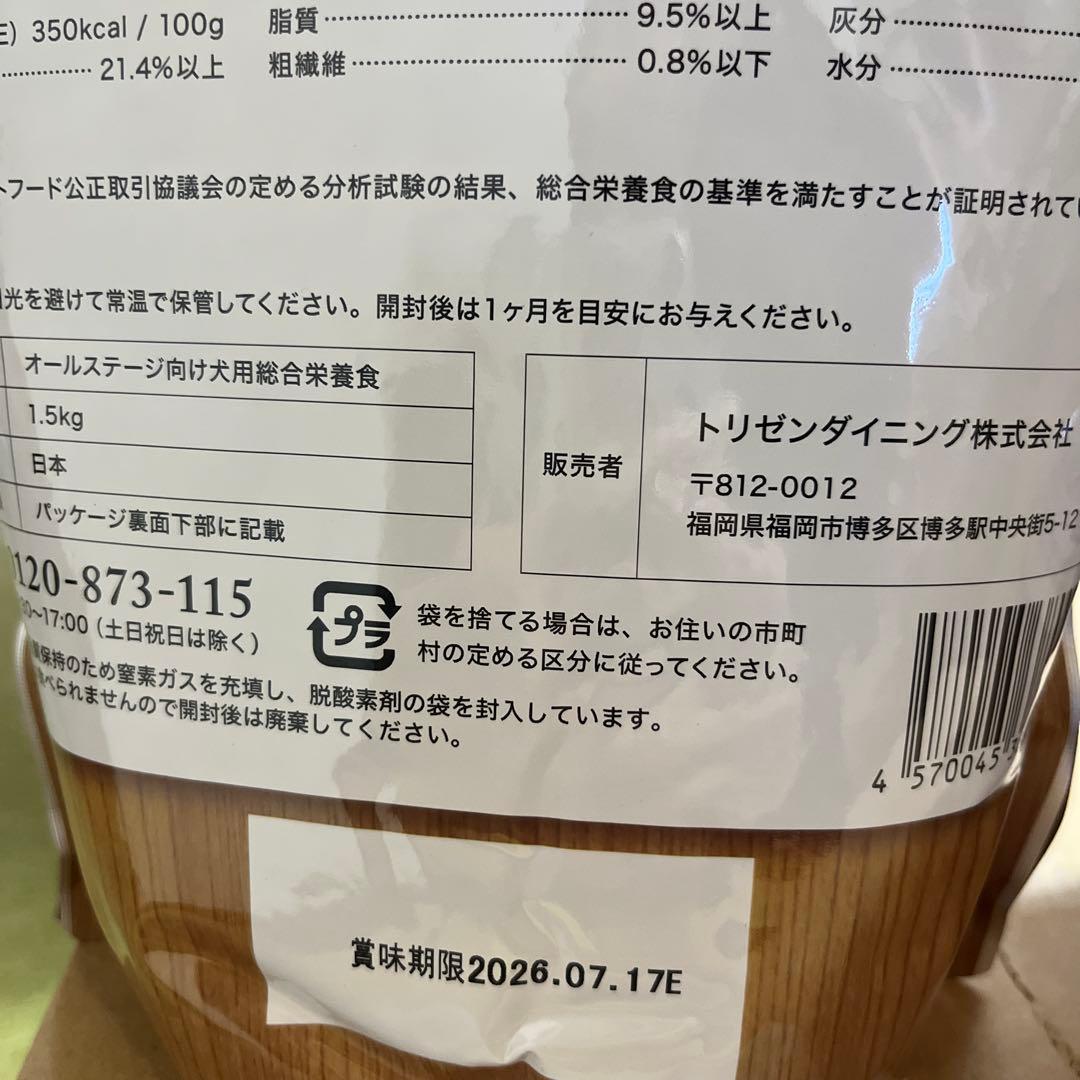 350kcal / 100g 脂質 9.5%以上 灰分
21.4%以上 粗繊維 0.8%以下 水分
フード公正取引協議会の定める分析試験の結果、総合栄養食の基準を満たすことが証明されて
光を避けて常温で保管してください。開封後は1ヶ月を目安にお与えください。
オールステージ向け犬用総合栄養食
1.5kg
日本
パッケージ裏面下部に記載
販売者
トリゼンダイニング株式会社
〒812-0012
福岡県福岡市博多区博多駅中央街5-12
120-873-115
~17:00(土日祝日は除く)
プラ
袋を捨てる場合は、お住いの市町
村の定める区分に従ってください。
保持のため窒素ガスを充填し、脱酸素剤の袋を封入しています。
べられませんので開封後は廃棄してください。
4 570045
賞味期限2026.07.17E